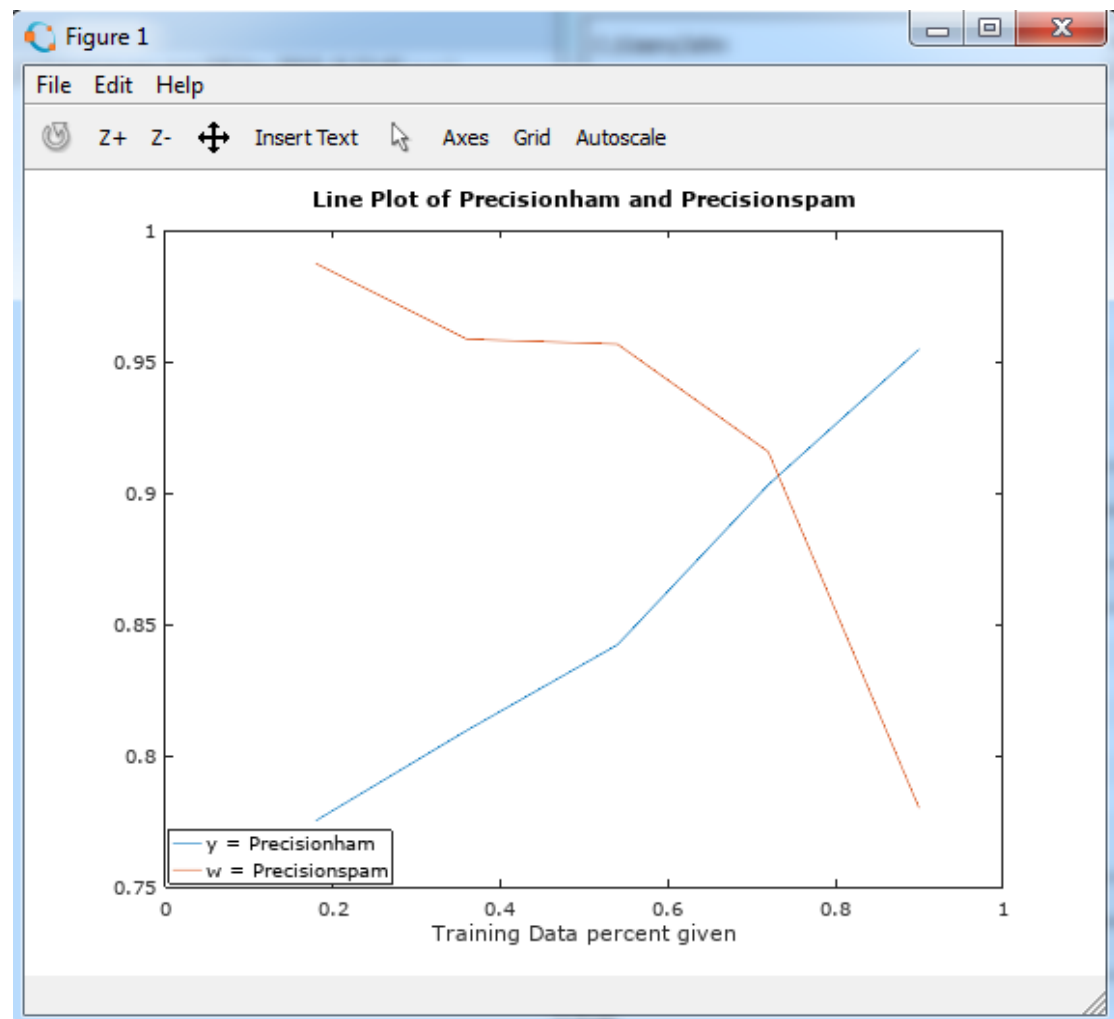 Figure 1
File Edit Help
Z+ Z- Insert Text Axes Grid Autoscale
Line Plot of Precisionham and Precisionspam
1
0.95
0.9
0.85
0.8
0.75
y = Precisionham
w = Precisionspam
0 0.2 0.4 0.6 0.8 1
Training Data percent given